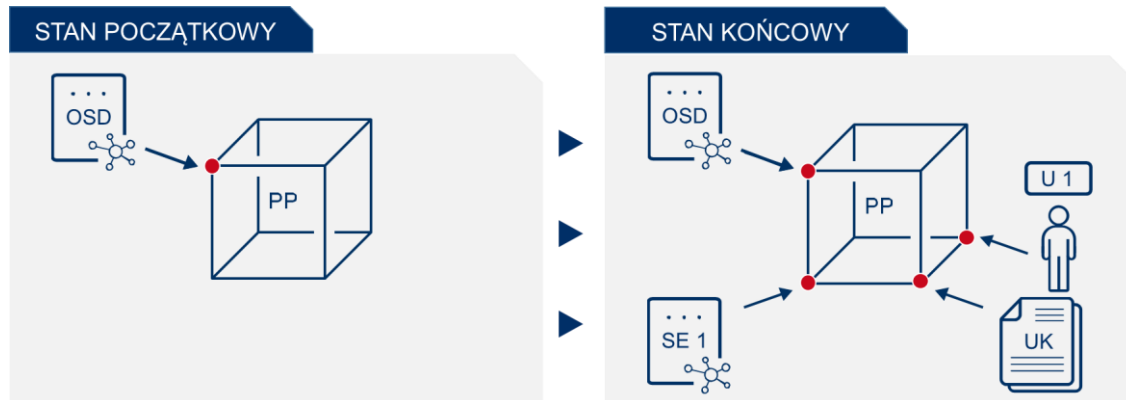 STAN POCZĄTKOWY
OSD
PP
STAN KOŃCOWY
OSD
PP
U 1
SE 1
UK